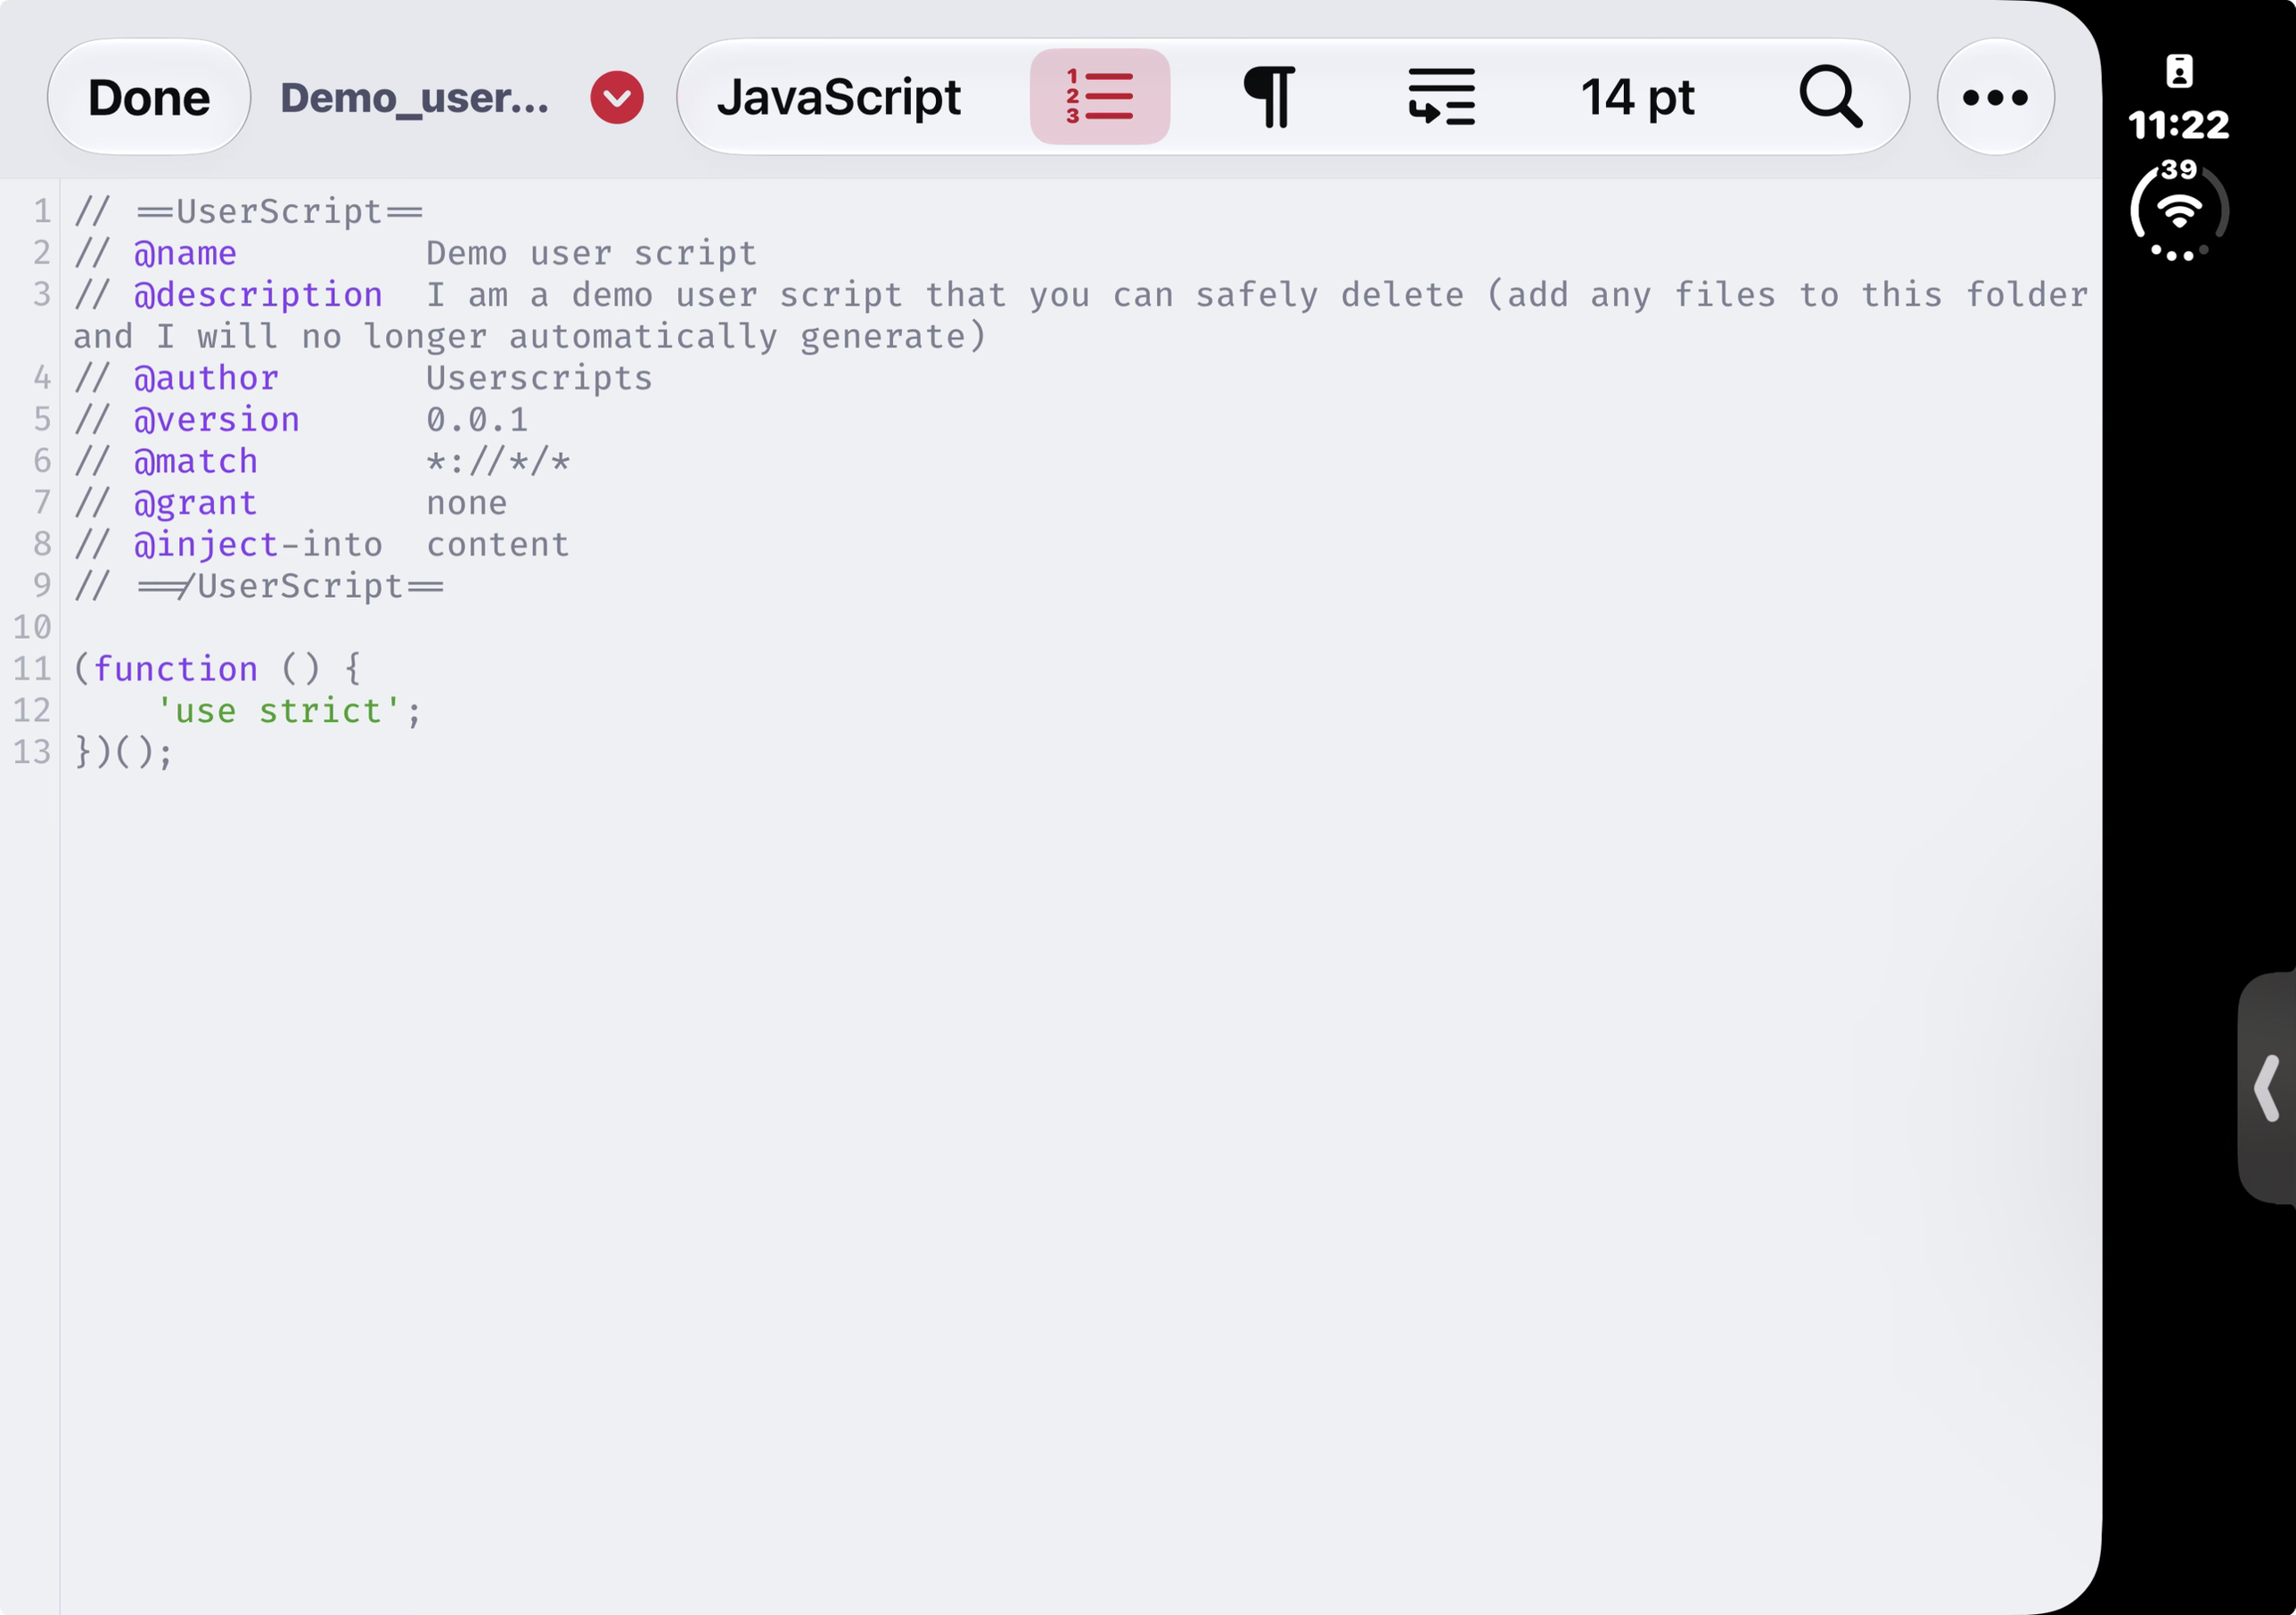 Done Demo_user... JavaScript 14 pt
11:22
39
1 // ==UserScript==
2 // @name         Demo user script
3 // @description  I am a demo user script that you can safely delete (add any files to this folder
and I will no longer automatically generate)
4 // @author       Userscripts
5 // @version      0.0.1
6 // @match        *://*/*
7 // @grant        none
8 // @inject-into  content
9 // ==/UserScript==
10
11 (function () {
12     'use strict';
13 })();